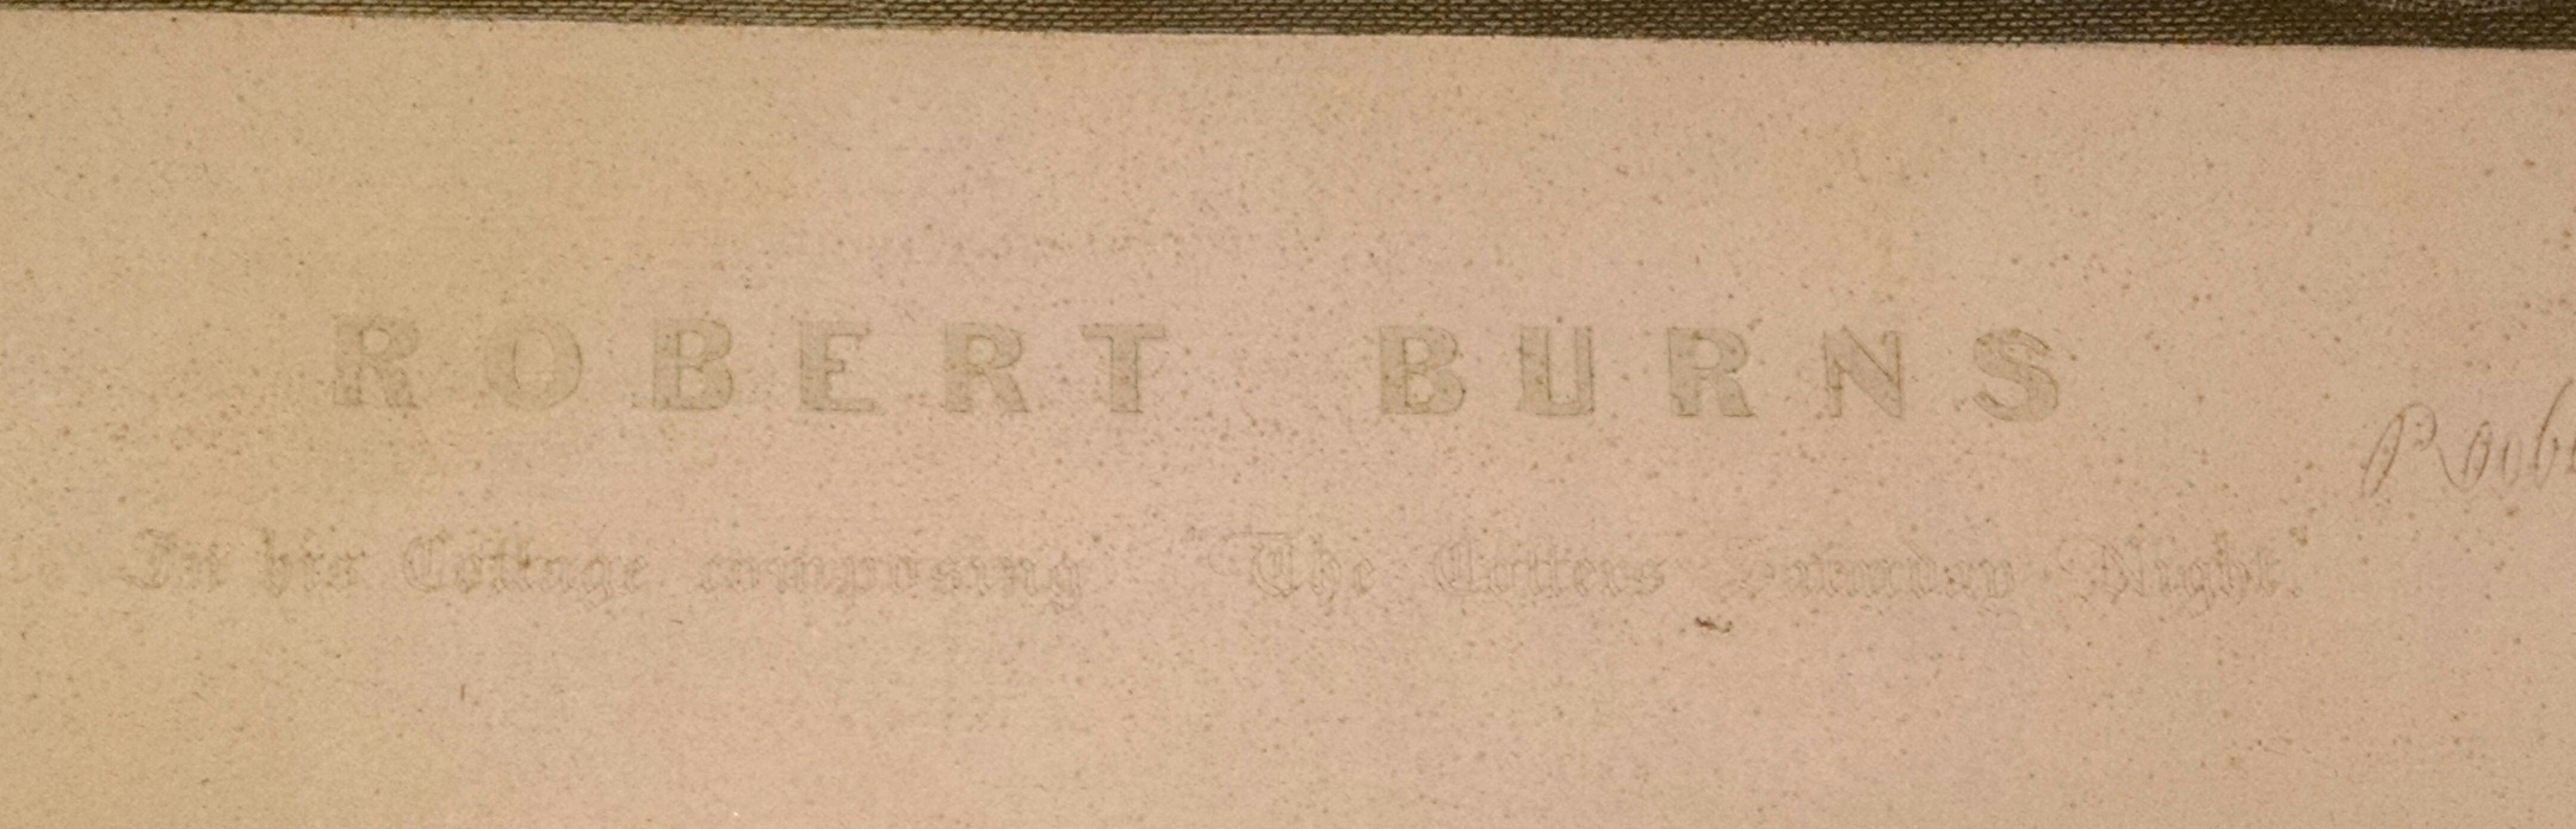 ROBERT BURNS
In his Cottage composing "The Cotters Saturday Night."